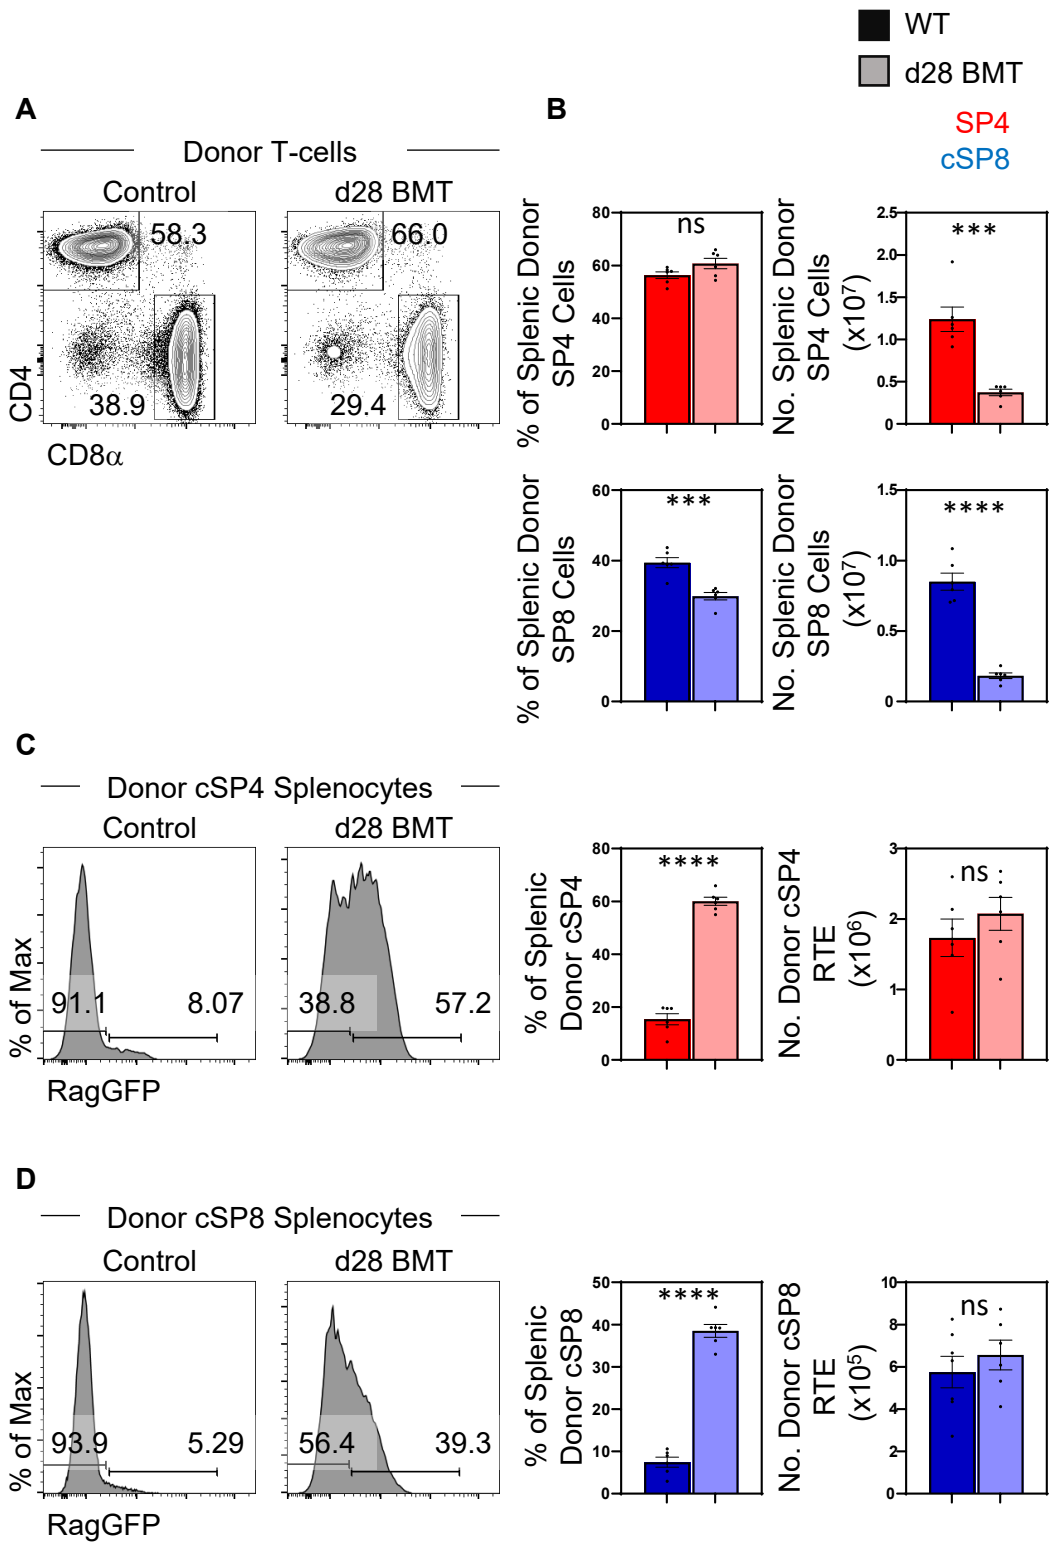 WT
d28 BMT
A
B
SP4
cSP8
Donor T-cells
Control
d28 BMT
58.3
38.9
66.0
29.4
CD4
CD8α
% of Splenic Donor
SP4 Cells
80
60
40
20
0
ns
No. Splenic Donor
SP4 Cells
(x10⁷)
2.5
2.0
1.5
1.0
0.5
0
***
% of Splenic Donor
SP8 Cells
60
40
20
0
***
No. Splenic Donor
SP8 Cells
(x10⁷)
1.5
1.0
0.5
0
****
C
Donor cSP4 Splenocytes
Control
d28 BMT
% of Max
91.1
8.07
38.8
57.2
RagGFP
% of Splenic
Donor cSP4
80
60
40
20
0
****
No. Donor cSP4
RTE
(x10⁶)
3
2
1
0
ns
D
Donor cSP8 Splenocytes
Control
d28 BMT
% of Max
93.9
5.29
56.4
39.3
RagGFP
% of Splenic
Donor cSP8
50
40
30
20
10
0
****
No. Donor cSP8
RTE
(x10⁵)
10
8
6
4
2
0
ns